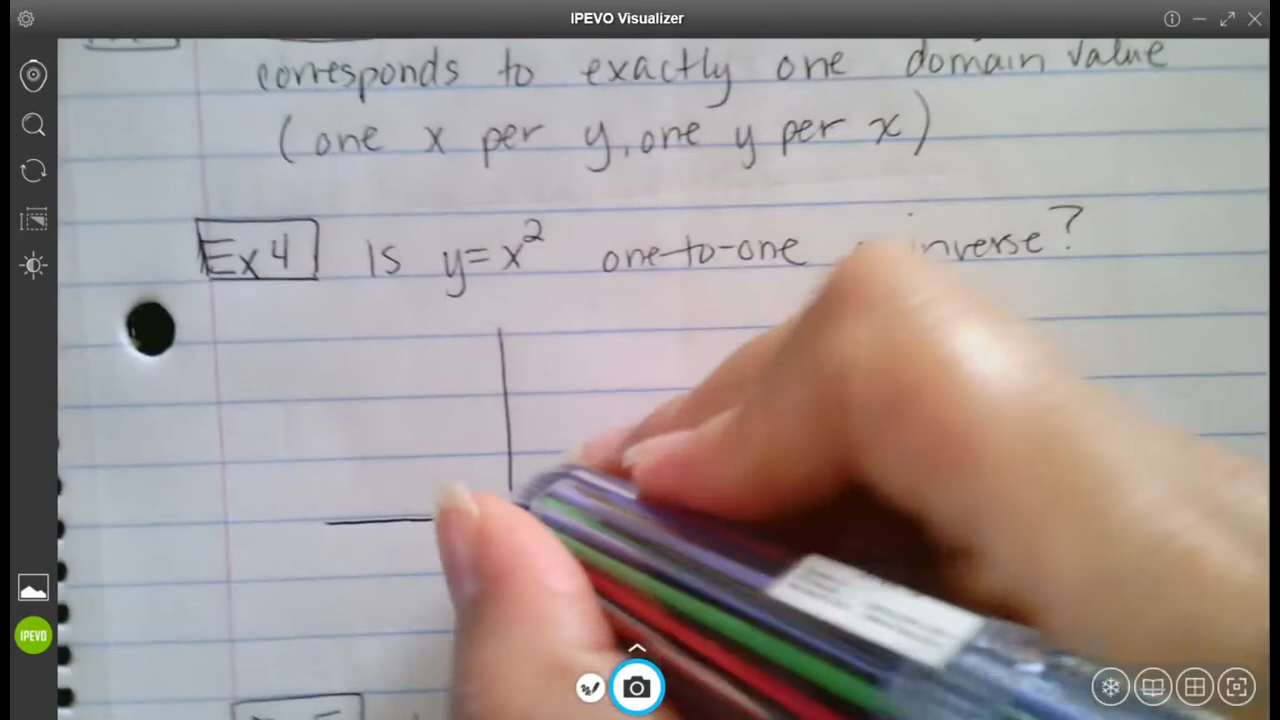 IPEVO Visualizer
corresponds to exactly one domain value
(one x per y, one y per x)
Ex 4 Is y=x² one-to-one inverse?
IPEVO